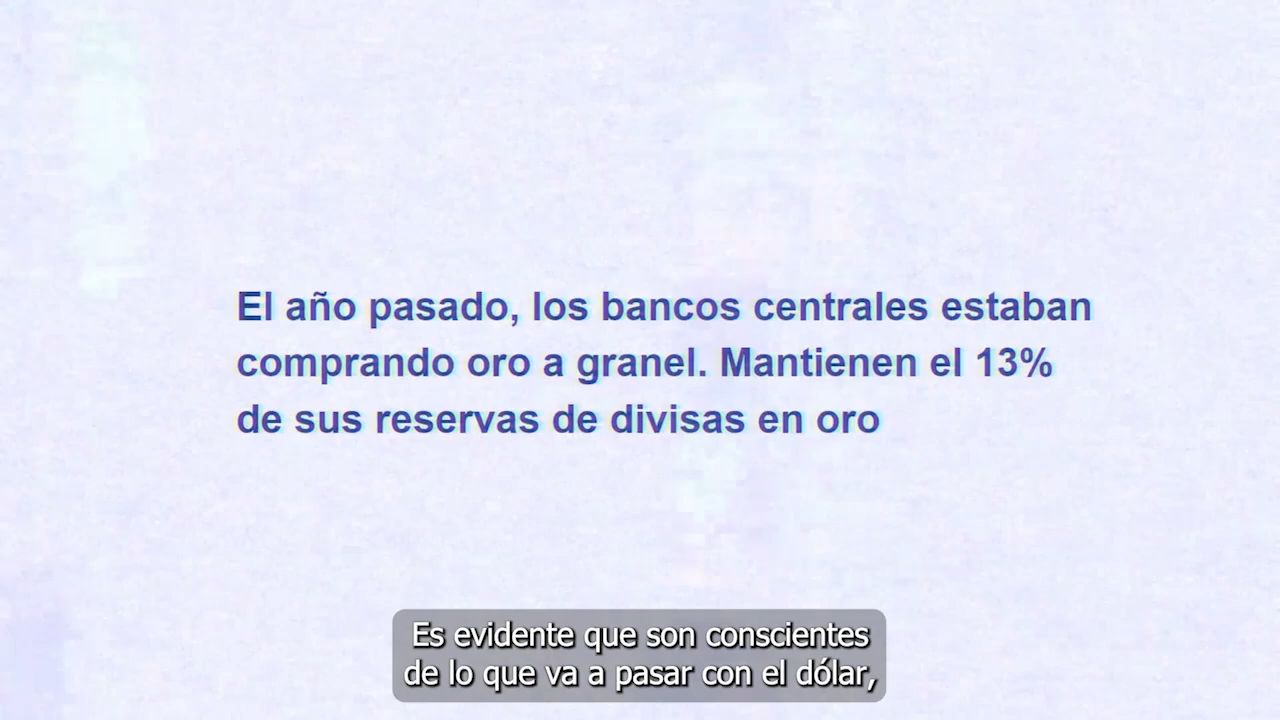 El año pasado, los bancos centrales estaban
comprando oro a granel. Mantienen el 13%
de sus reservas de divisas en oro
Es evidente que son conscientes
de lo que va a pasar con el dólar,